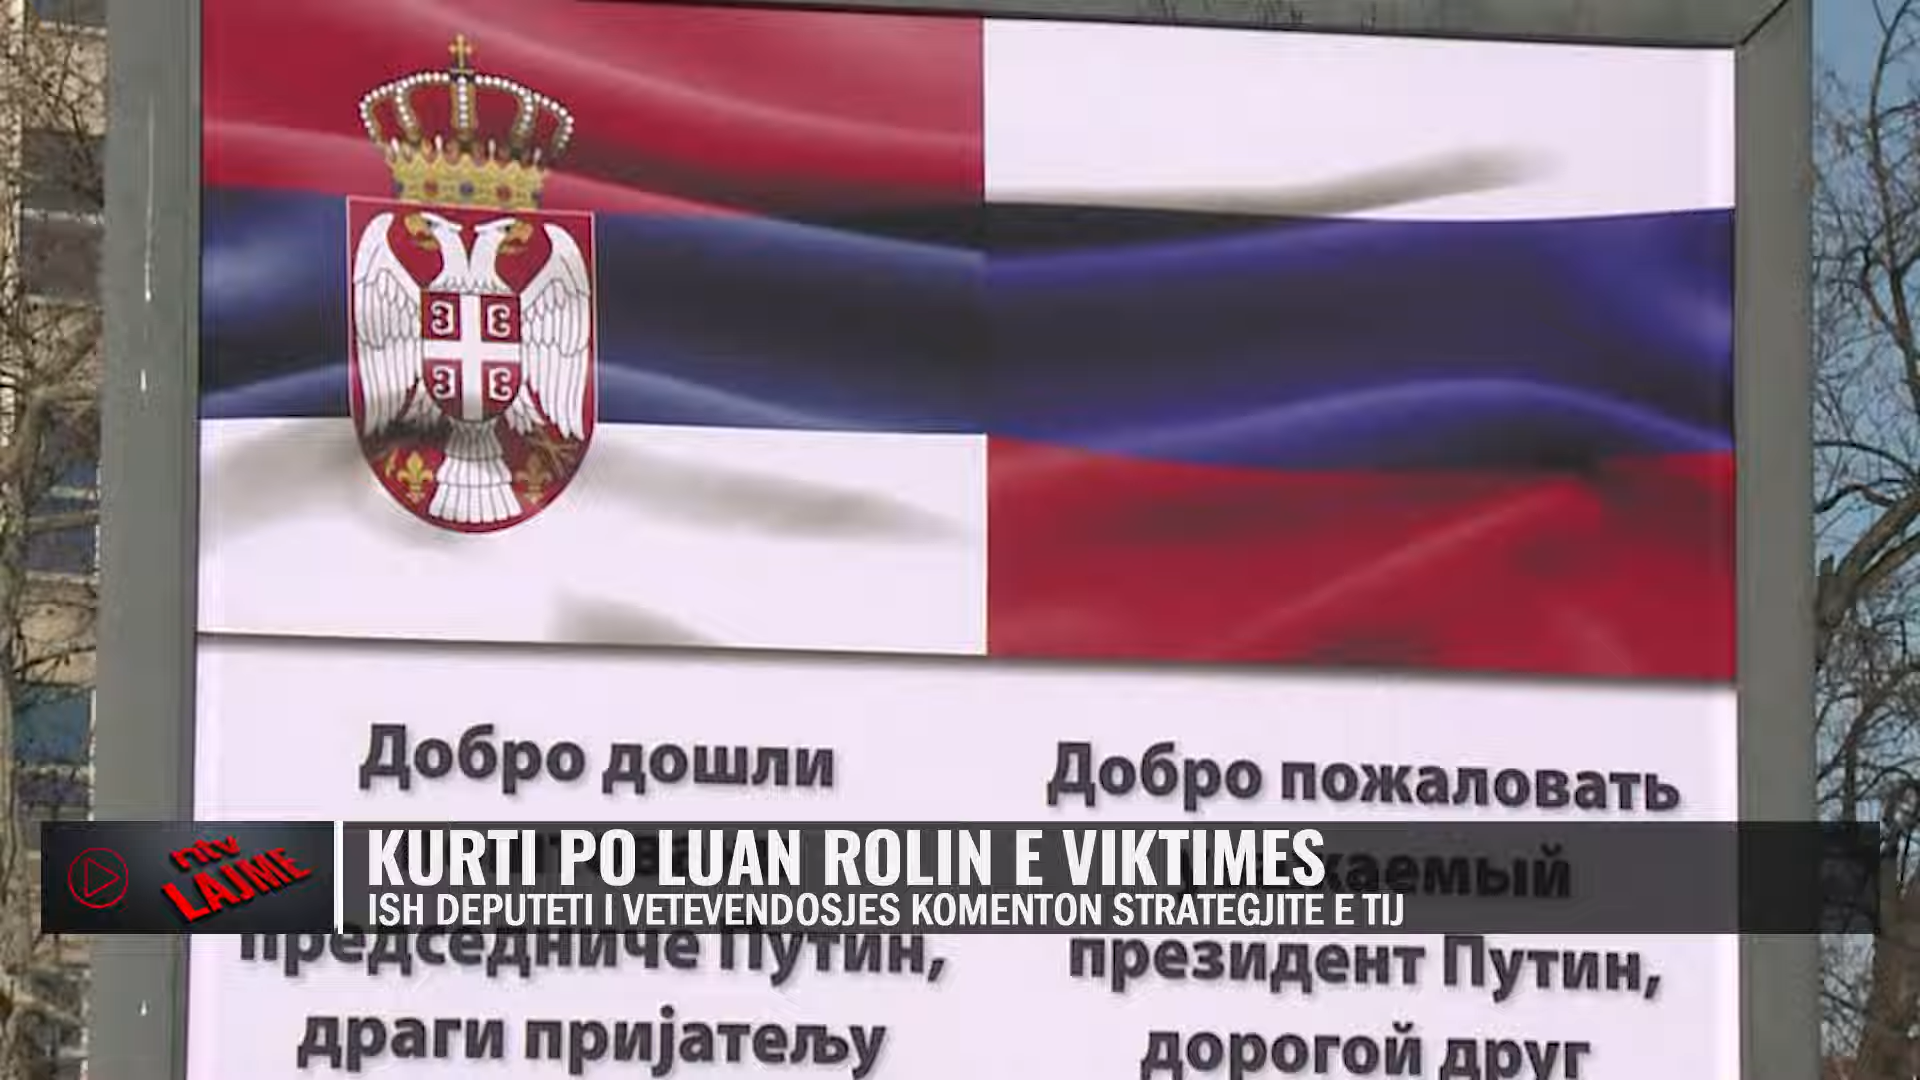 Добро дошли
Добро пожаловать
ntv
LAJME
KURTI PO LUAN ROLIN E VIKTIMES
ISH DEPUTETI I VETEVENDOSJES KOMENTON STRATEGJITE E TIJ
председниче Путин,
президент Путин,
драги пријатељу
дорогой друг